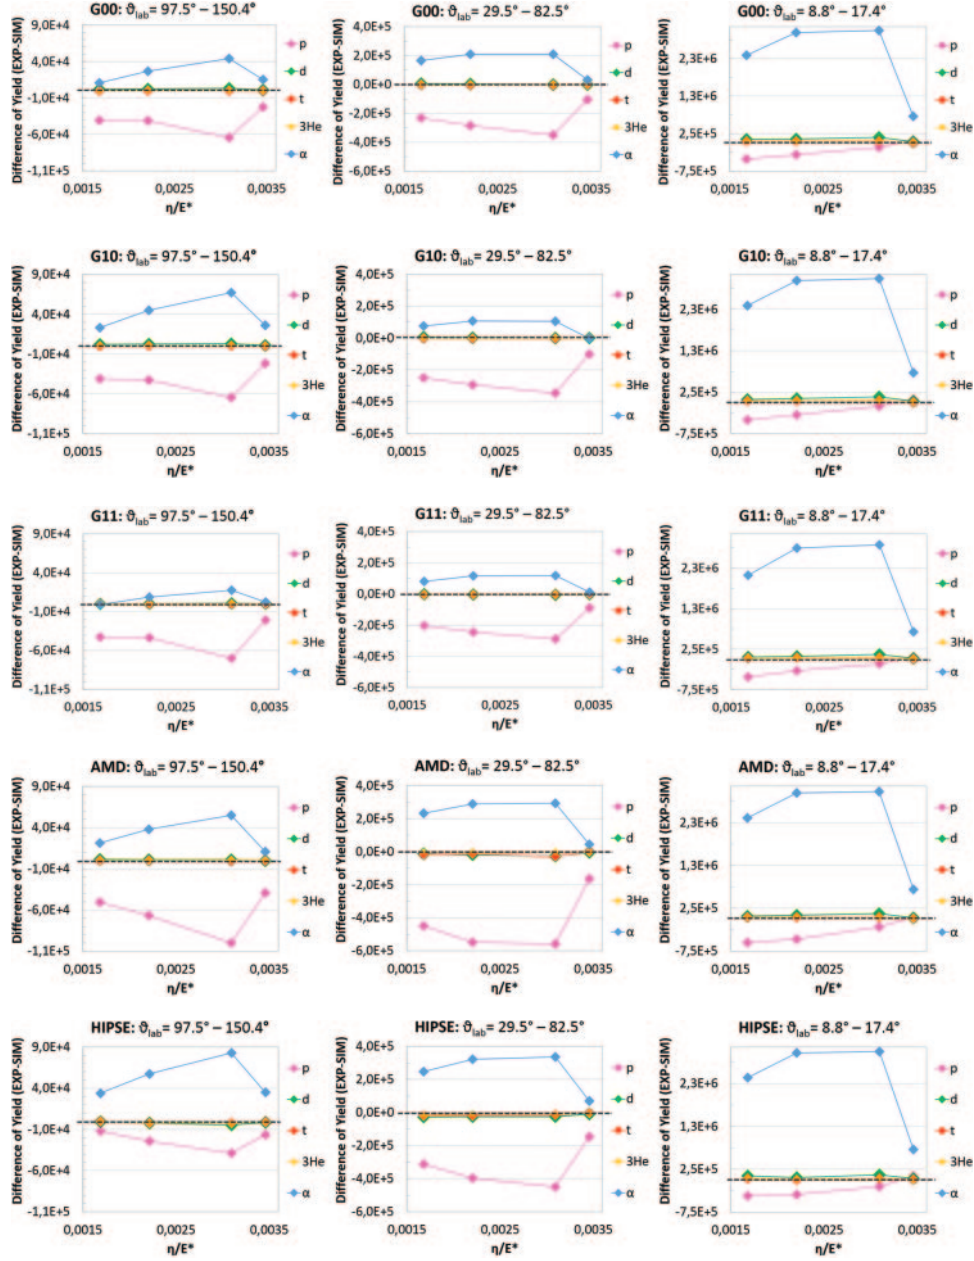 G00: ϑlab= 97.5° – 150.4°
Difference of Yield (EXP-SIM)
9,0E+4
4,0E+4
-1,0E+4
-6,0E+4
-1,1E+5
0,0015 0,0025 0,0035
η/E*
p
d
t
3He
α
G00: ϑlab= 29.5° – 82.5°
Difference of Yield (EXP-SIM)
4,0E+5
2,0E+5
0,0E+0
-2,0E+5
-4,0E+5
-6,0E+5
0,0015 0,0025 0,0035
η/E*
p
d
t
3He
α
G00: ϑlab= 8.8° – 17.4°
Difference of Yield (EXP-SIM)
2,3E+6
1,3E+6
2,5E+5
-7,5E+5
0,0015 0,0025 0,0035
η/E*
p
d
t
3He
α
G10: ϑlab= 97.5° – 150.4°
Difference of Yield (EXP-SIM)
9,0E+4
4,0E+4
-1,0E+4
-6,0E+4
-1,1E+5
0,0015 0,0025 0,0035
η/E*
p
d
t
3He
α
G10: ϑlab= 29.5° – 82.5°
Difference of Yield (EXP-SIM)
4,0E+5
2,0E+5
0,0E+0
-2,0E+5
-4,0E+5
-6,0E+5
0,0015 0,0025 0,0035
η/E*
p
d
t
3He
α
G10: ϑlab= 8.8° – 17.4°
Difference of Yield (EXP-SIM)
2,3E+6
1,3E+6
2,5E+5
-7,5E+5
0,0015 0,0025 0,0035
η/E*
p
d
t
3He
α
G11: ϑlab= 97.5° – 150.4°
Difference of Yield (EXP-SIM)
9,0E+4
4,0E+4
-1,0E+4
-6,0E+4
-1,1E+5
0,0015 0,0025 0,0035
η/E*
p
d
t
3He
α
G11: ϑlab= 29.5° – 82.5°
Difference of Yield (EXP-SIM)
4,0E+5
2,0E+5
0,0E+0
-2,0E+5
-4,0E+5
-6,0E+5
0,0015 0,0025 0,0035
η/E*
p
d
t
3He
α
G11: ϑlab= 8.8° – 17.4°
Difference of Yield (EXP-SIM)
2,3E+6
1,3E+6
2,5E+5
-7,5E+5
0,0015 0,0025 0,0035
η/E*
p
d
t
3He
α
AMD: ϑlab= 97.5° – 150.4°
Difference of Yield (EXP-SIM)
9,0E+4
4,0E+4
-1,0E+4
-6,0E+4
-1,1E+5
0,0015 0,0025 0,0035
η/E*
p
d
t
3He
α
AMD: ϑlab= 29.5° – 82.5°
Difference of Yield (EXP-SIM)
4,0E+5
2,0E+5
0,0E+0
-2,0E+5
-4,0E+5
-6,0E+5
0,0015 0,0025 0,0035
η/E*
p
d
t
3He
α
AMD: ϑlab= 8.8° – 17.4°
Difference of Yield (EXP-SIM)
2,3E+6
1,3E+6
2,5E+5
-7,5E+5
0,0015 0,0025 0,0035
η/E*
p
d
t
3He
α
HIPSE: ϑlab= 97.5° – 150.4°
Difference of Yield (EXP-SIM)
9,0E+4
4,0E+4
-1,0E+4
-6,0E+4
-1,1E+5
0,0015 0,0025 0,0035
η/E*
p
d
t
3He
α
HIPSE: ϑlab= 29.5° – 82.5°
Difference of Yield (EXP-SIM)
4,0E+5
2,0E+5
0,0E+0
-2,0E+5
-4,0E+5
-6,0E+5
0,0015 0,0025 0,0035
η/E*
p
d
t
3He
α
HIPSE: ϑlab= 8.8° – 17.4°
Difference of Yield (EXP-SIM)
2,3E+6
1,3E+6
2,5E+5
-7,5E+5
0,0015 0,0025 0,0035
η/E*
p
d
t
3He
α